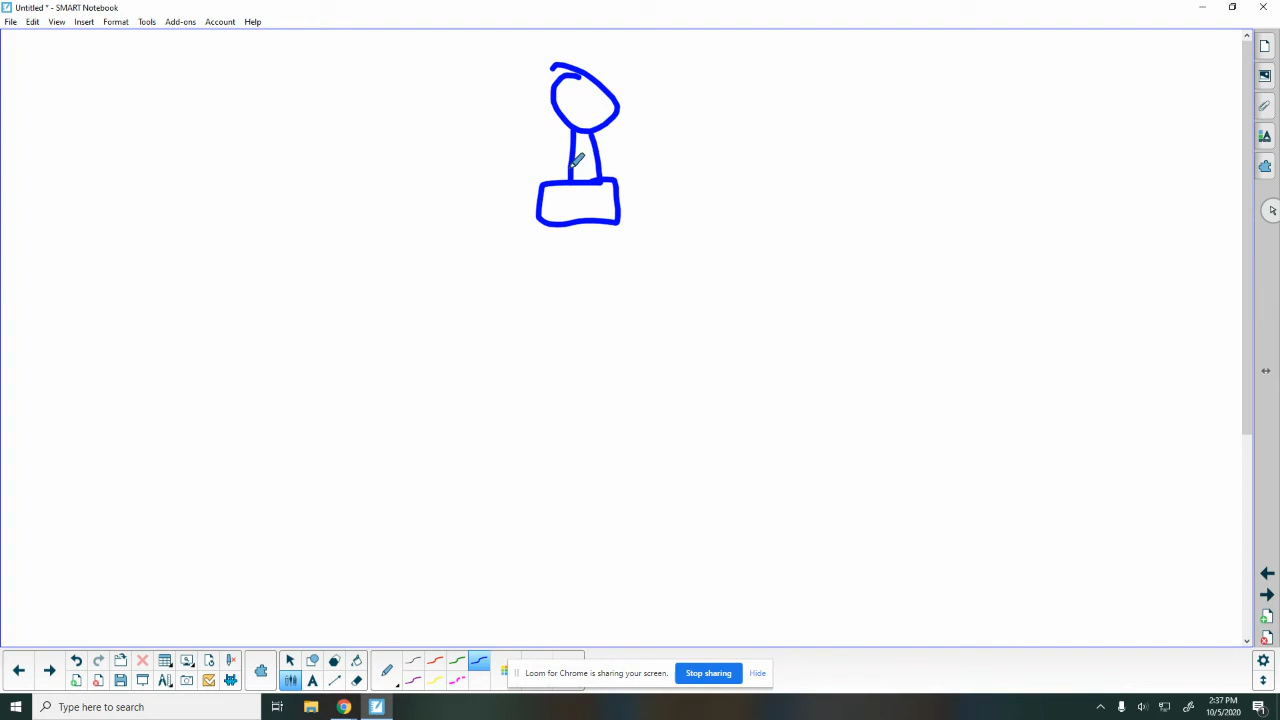 Untitled * - SMART Notebook
File Edit View Insert Format Tools Add-ons Account Help
Loom for Chrome is sharing your screen. Stop sharing Hide
Type here to search
2:37 PM
10/5/2020